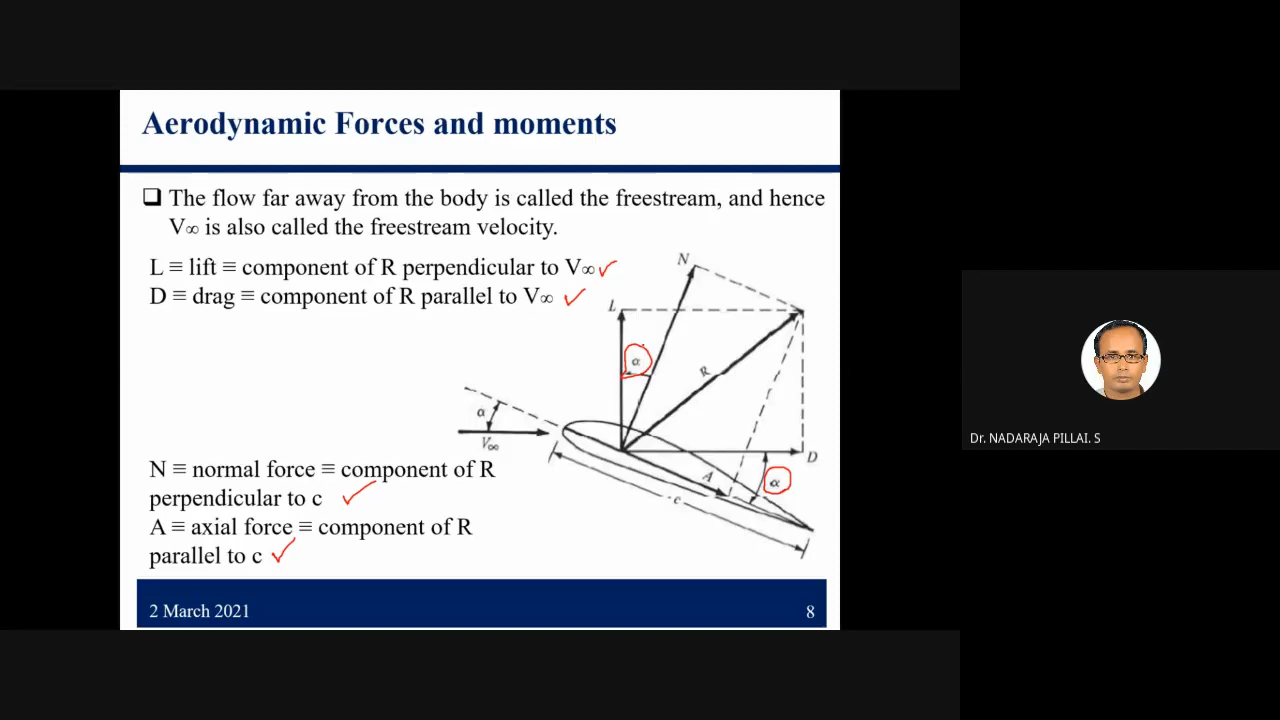 Aerodynamic Forces and moments
❑ The flow far away from the body is called the freestream, and hence
V∞ is also called the freestream velocity.
L ≡ lift ≡ component of R perpendicular to V∞
D ≡ drag ≡ component of R parallel to V∞
N
L
α
R
α
V∞
D
A
α
c
N ≡ normal force ≡ component of R
perpendicular to c
A ≡ axial force ≡ component of R
parallel to c
2 March 2021
8
Dr. NADARAJA PILLAI. S